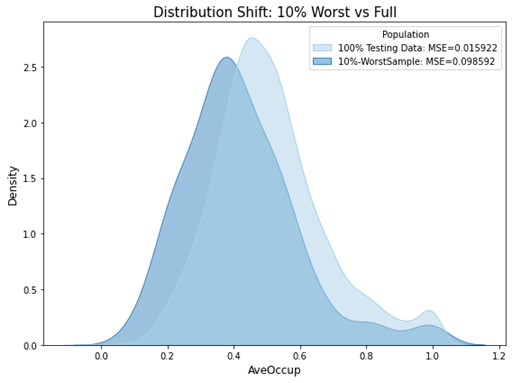 Distribution Shift: 10% Worst vs Full
Population
100% Testing Data: MSE=0.015922
10%-WorstSample: MSE=0.098592
2.5
2.0
1.5
1.0
0.5
0.0
Density
0.0 0.2 0.4 0.6 0.8 1.0 1.2
AveOccup